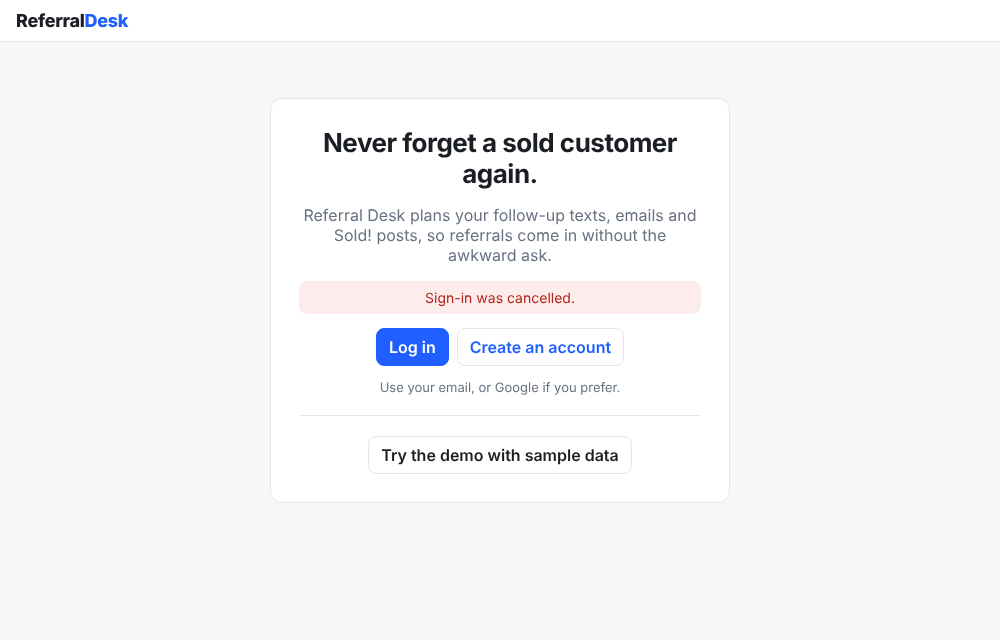 ReferralDesk
Never forget a sold customer
again.
Referral Desk plans your follow-up texts, emails and
Sold! posts, so referrals come in without the
awkward ask.
Sign-in was cancelled.
Log in
Create an account
Use your email, or Google if you prefer.
Try the demo with sample data